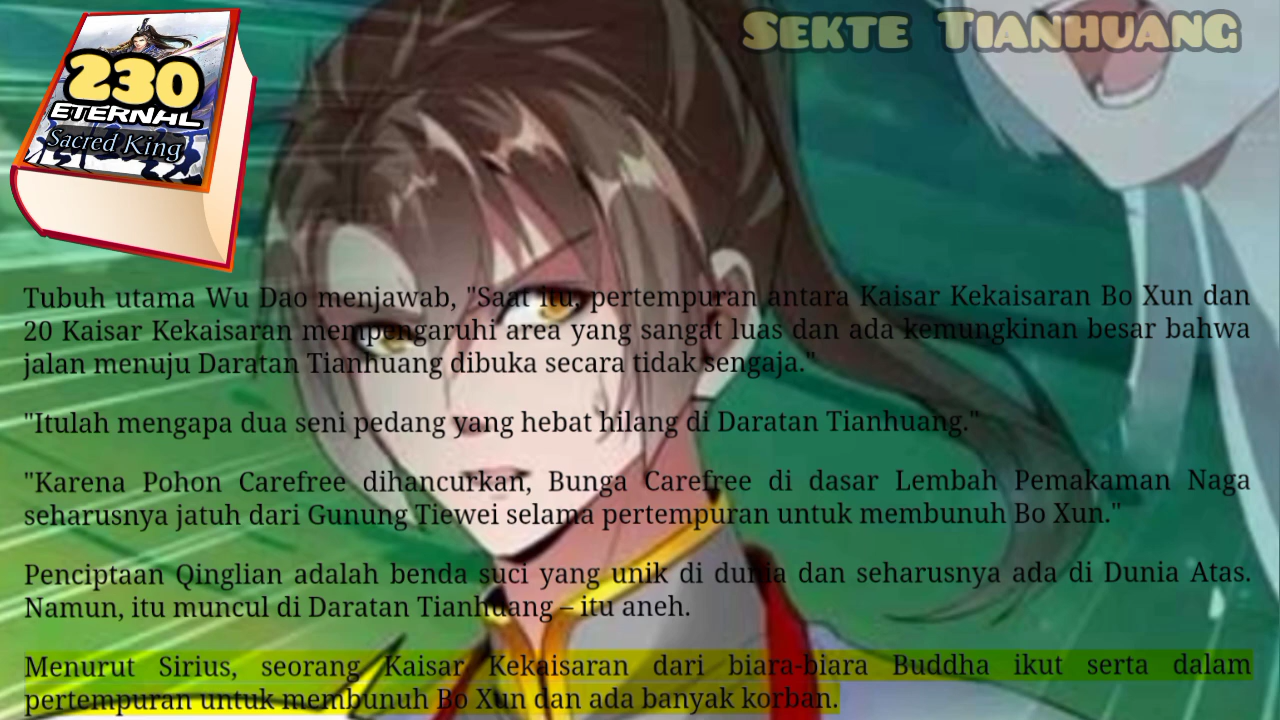 Sekte Tianhuang
230
ETERNAL
Sacred King
Tubuh utama Wu Dao menjawab, "Saat itu, pertempuran antara Kaisar Kekaisaran Bo Xun dan
20 Kaisar Kekaisaran mempengaruhi area yang sangat luas dan ada kemungkinan besar bahwa
jalan menuju Daratan Tianhuang dibuka secara tidak sengaja."
"Itulah mengapa dua seni pedang yang hebat hilang di Daratan Tianhuang."
"Karena Pohon Carefree dihancurkan, Bunga Carefree di dasar Lembah Pemakaman Naga
seharusnya jatuh dari Gunung Tiewei selama pertempuran untuk membunuh Bo Xun."
Penciptaan Qinglian adalah benda suci yang unik di dunia dan seharusnya ada di Dunia Atas.
Namun, itu muncul di Daratan Tianhuang – itu aneh.
Menurut Sirius, seorang Kaisar Kekaisaran dari biara-biara Buddha ikut serta dalam
pertempuran untuk membunuh Bo Xun dan ada banyak korban.